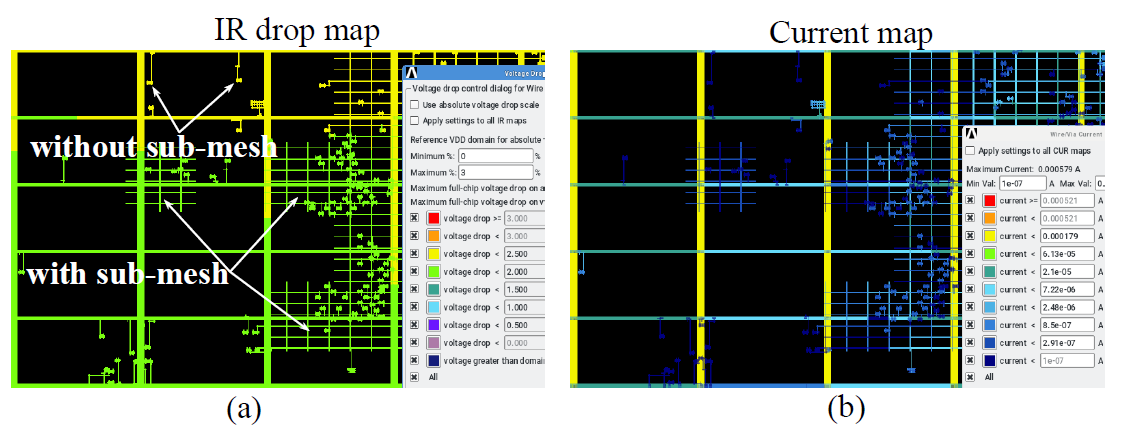 IR drop map
Current map
Voltage Drop
Voltage drop control dialog for Wire
Use absolute voltage drop scale
Apply settings to all IR maps
without sub-mesh
Reference VDD domain for absolute
Minimum %: 0 %
Maximum %: 3 %
Maximum full-chip voltage drop on
Maximum full-chip voltage drop on
voltage drop >= 3.000
voltage drop < 3.000
voltage drop < 2.500
with sub-mesh
voltage drop < 2.000
voltage drop < 1.500
voltage drop < 1.000
voltage drop < 0.500
voltage drop < 0.000
voltage greater than domain
All
Wire/Via Current
Apply settings to all CUR maps
Maximum Current: 0.000579 A
Min Val: 1e-07 A Max Val: 0.
current >= 0.000521 A
current < 0.000521 A
current < 0.000179 A
current < 6.13e-05 A
current < 2.1e-05 A
current < 7.22e-06 A
current < 2.48e-06 A
current < 8.5e-07 A
current < 2.91e-07 A
current < 1e-07 A
All
(a)
(b)